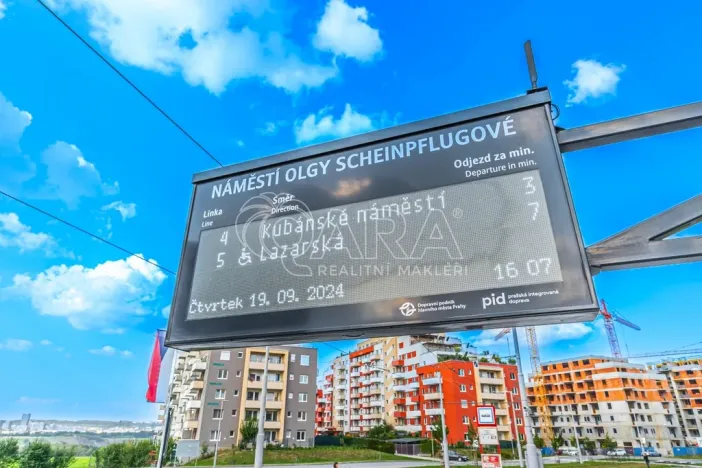 NÁMĚSTÍ OLGY SCHEINPFLUGOVÉ
Linka Směr Odjezd za min.
Line Direction Departure in min.
4 Kubánské náměstí 3
5 Lazarská 7
ČARA
REALITNÍ MAKLÉŘI
Čtvrtek 19. 09. 2024 16 07
Dopravní podnik
hlavního města Prahy
pid pražská integrovaná
doprava